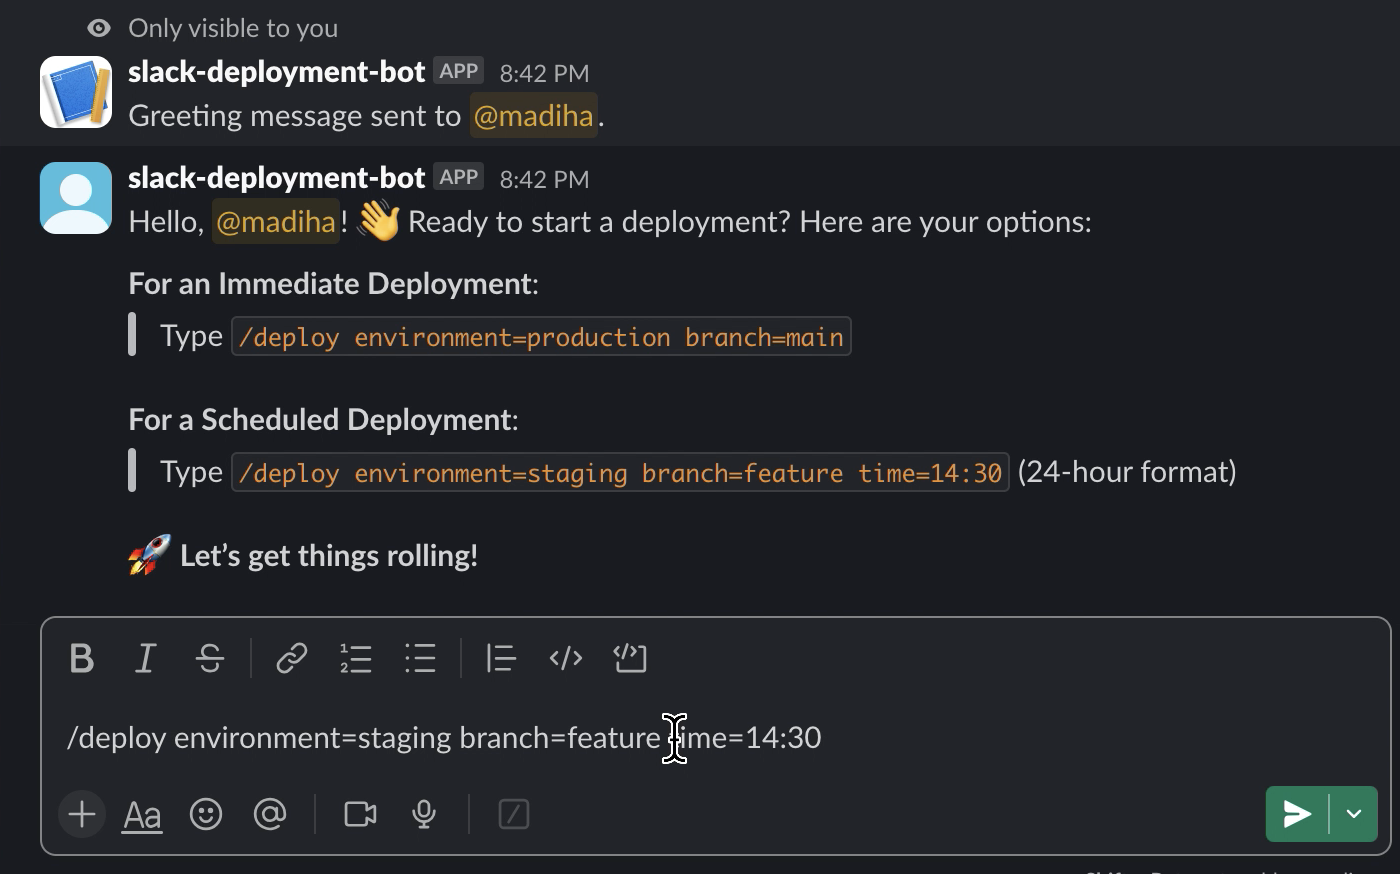 Only visible to you
slack-deployment-bot APP 8:42 PM
Greeting message sent to @madiha.
slack-deployment-bot APP 8:42 PM
Hello, @madiha! 👋 Ready to start a deployment? Here are your options:
For an Immediate Deployment:
Type /deploy environment=production branch=main
For a Scheduled Deployment:
Type /deploy environment=staging branch=feature time=14:30 (24-hour format)
🚀 Let’s get things rolling!
/deploy environment=staging branch=feature time=14:30
Aa